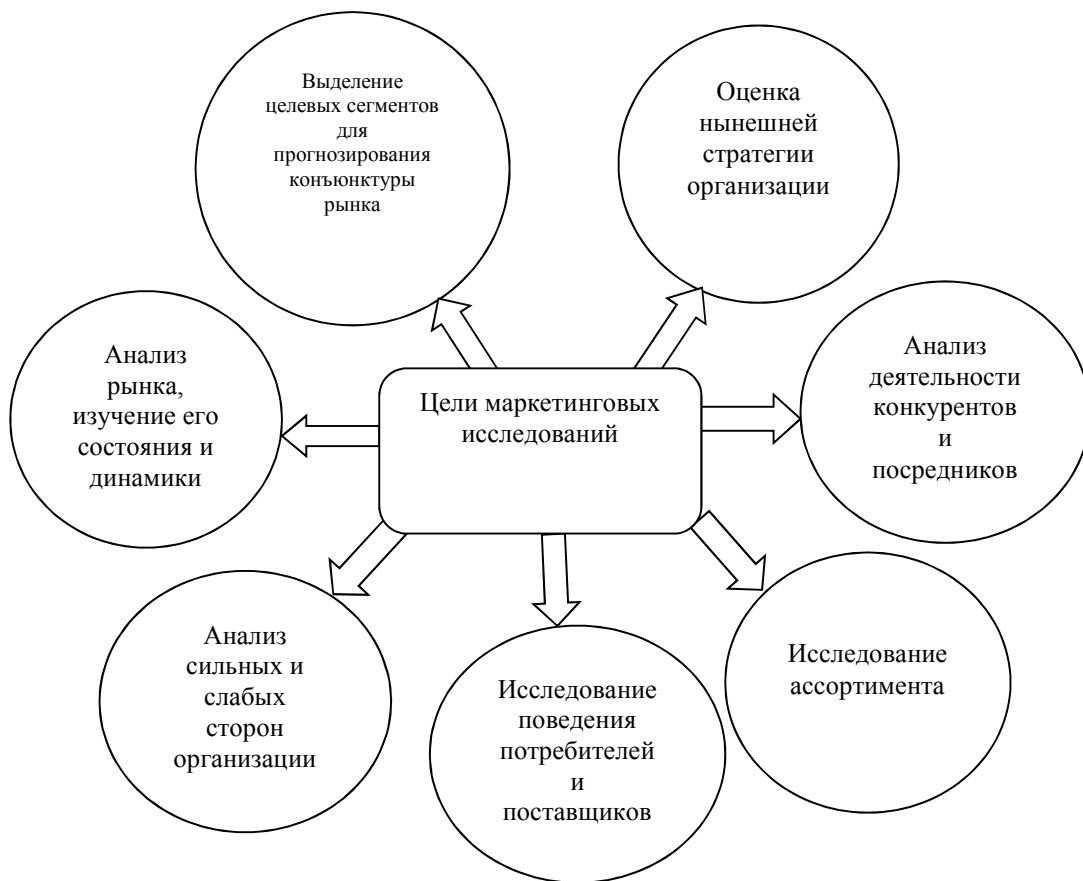 Выделение
целевых сегментов
для
прогнозирования
конъюнктуры
рынка
Оценка
нынешней
стратегии
организации
Анализ
рынка,
изучение его
состояния и
динамики
Цели маркетинговых
исследований
Анализ
деятельности
конкурентов
и
посредников
Анализ
сильных и
слабых
сторон
организации
Исследование
поведения
потребителей
и
поставщиков
Исследование
ассортимента